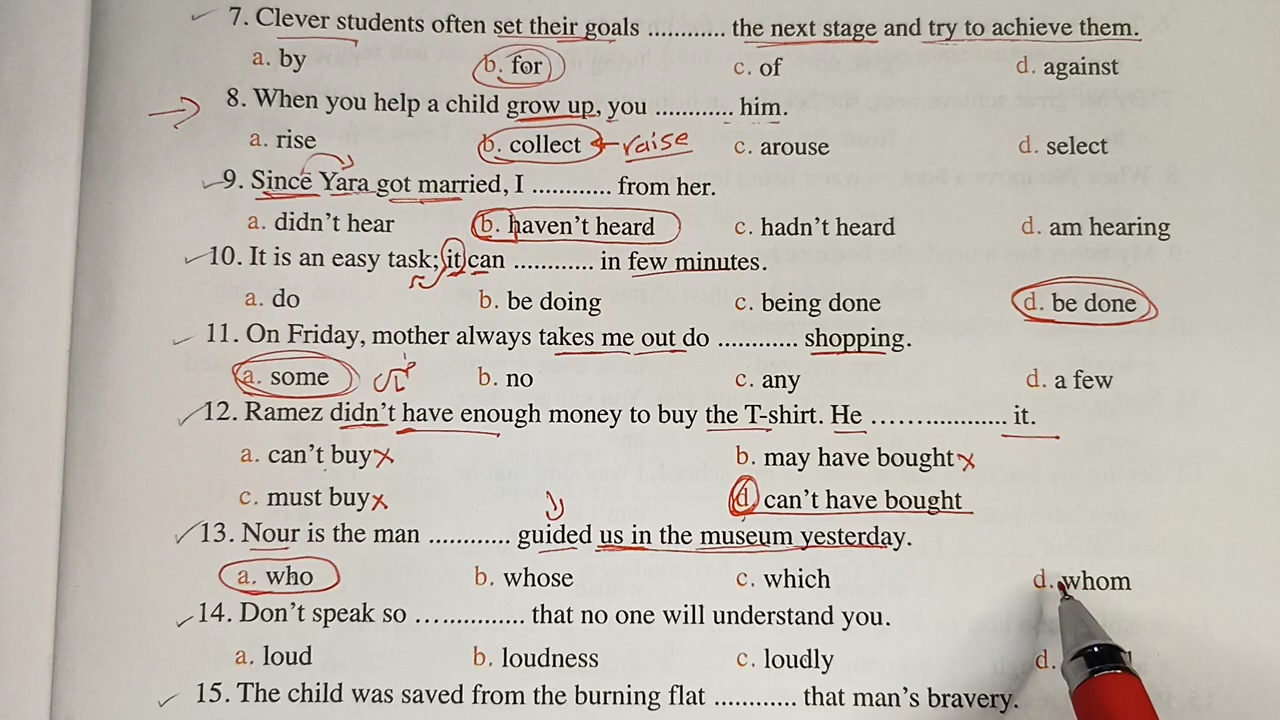 7. Clever students often set their goals ............ the next stage and try to achieve them.
a. by b. for c. of d. against
8. When you help a child grow up, you ............ him.
a. rise b. collect raise c. arouse d. select
9. Since Yara got married, I ............ from her.
a. didn't hear b. haven't heard c. hadn't heard d. am hearing
10. It is an easy task; it can ............ in few minutes.
a. do b. be doing c. being done d. be done
11. On Friday, mother always takes me out do ............ shopping.
a. some b. no c. any d. a few
12. Ramez didn't have enough money to buy the T-shirt. He .................... it.
a. can't buy x b. may have bought x
c. must buy x d. can't have bought
13. Nour is the man ............ guided us in the museum yesterday.
a. who b. whose c. which d. whom
14. Don't speak so ................ that no one will understand you.
a. loud b. loudness c. loudly d.
15. The child was saved from the burning flat ............ that man's bravery.